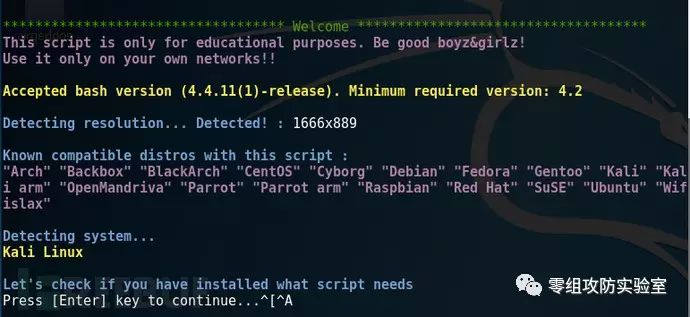 *********************************** Welcome ************************************
This script is only for educational purposes. Be good boyz&girlz!
Use it only on your own networks!!
Accepted bash version (4.4.11(1)-release). Minimum required version: 4.2
Detecting resolution... Detected! : 1666x889
Known compatible distros with this script :
"Arch" "Backbox" "BlackArch" "CentOS" "Cyborg" "Debian" "Fedora" "Gentoo" "Kali" "Kal
i arm" "OpenMandriva" "Parrot" "Parrot arm" "Raspbian" "Red Hat" "SuSE" "Ubuntu" "Wif
islax"
Detecting system...
Kali Linux
Let's check if you have installed what script needs
Press [Enter] key to continue...^[^A
零组攻防实验室